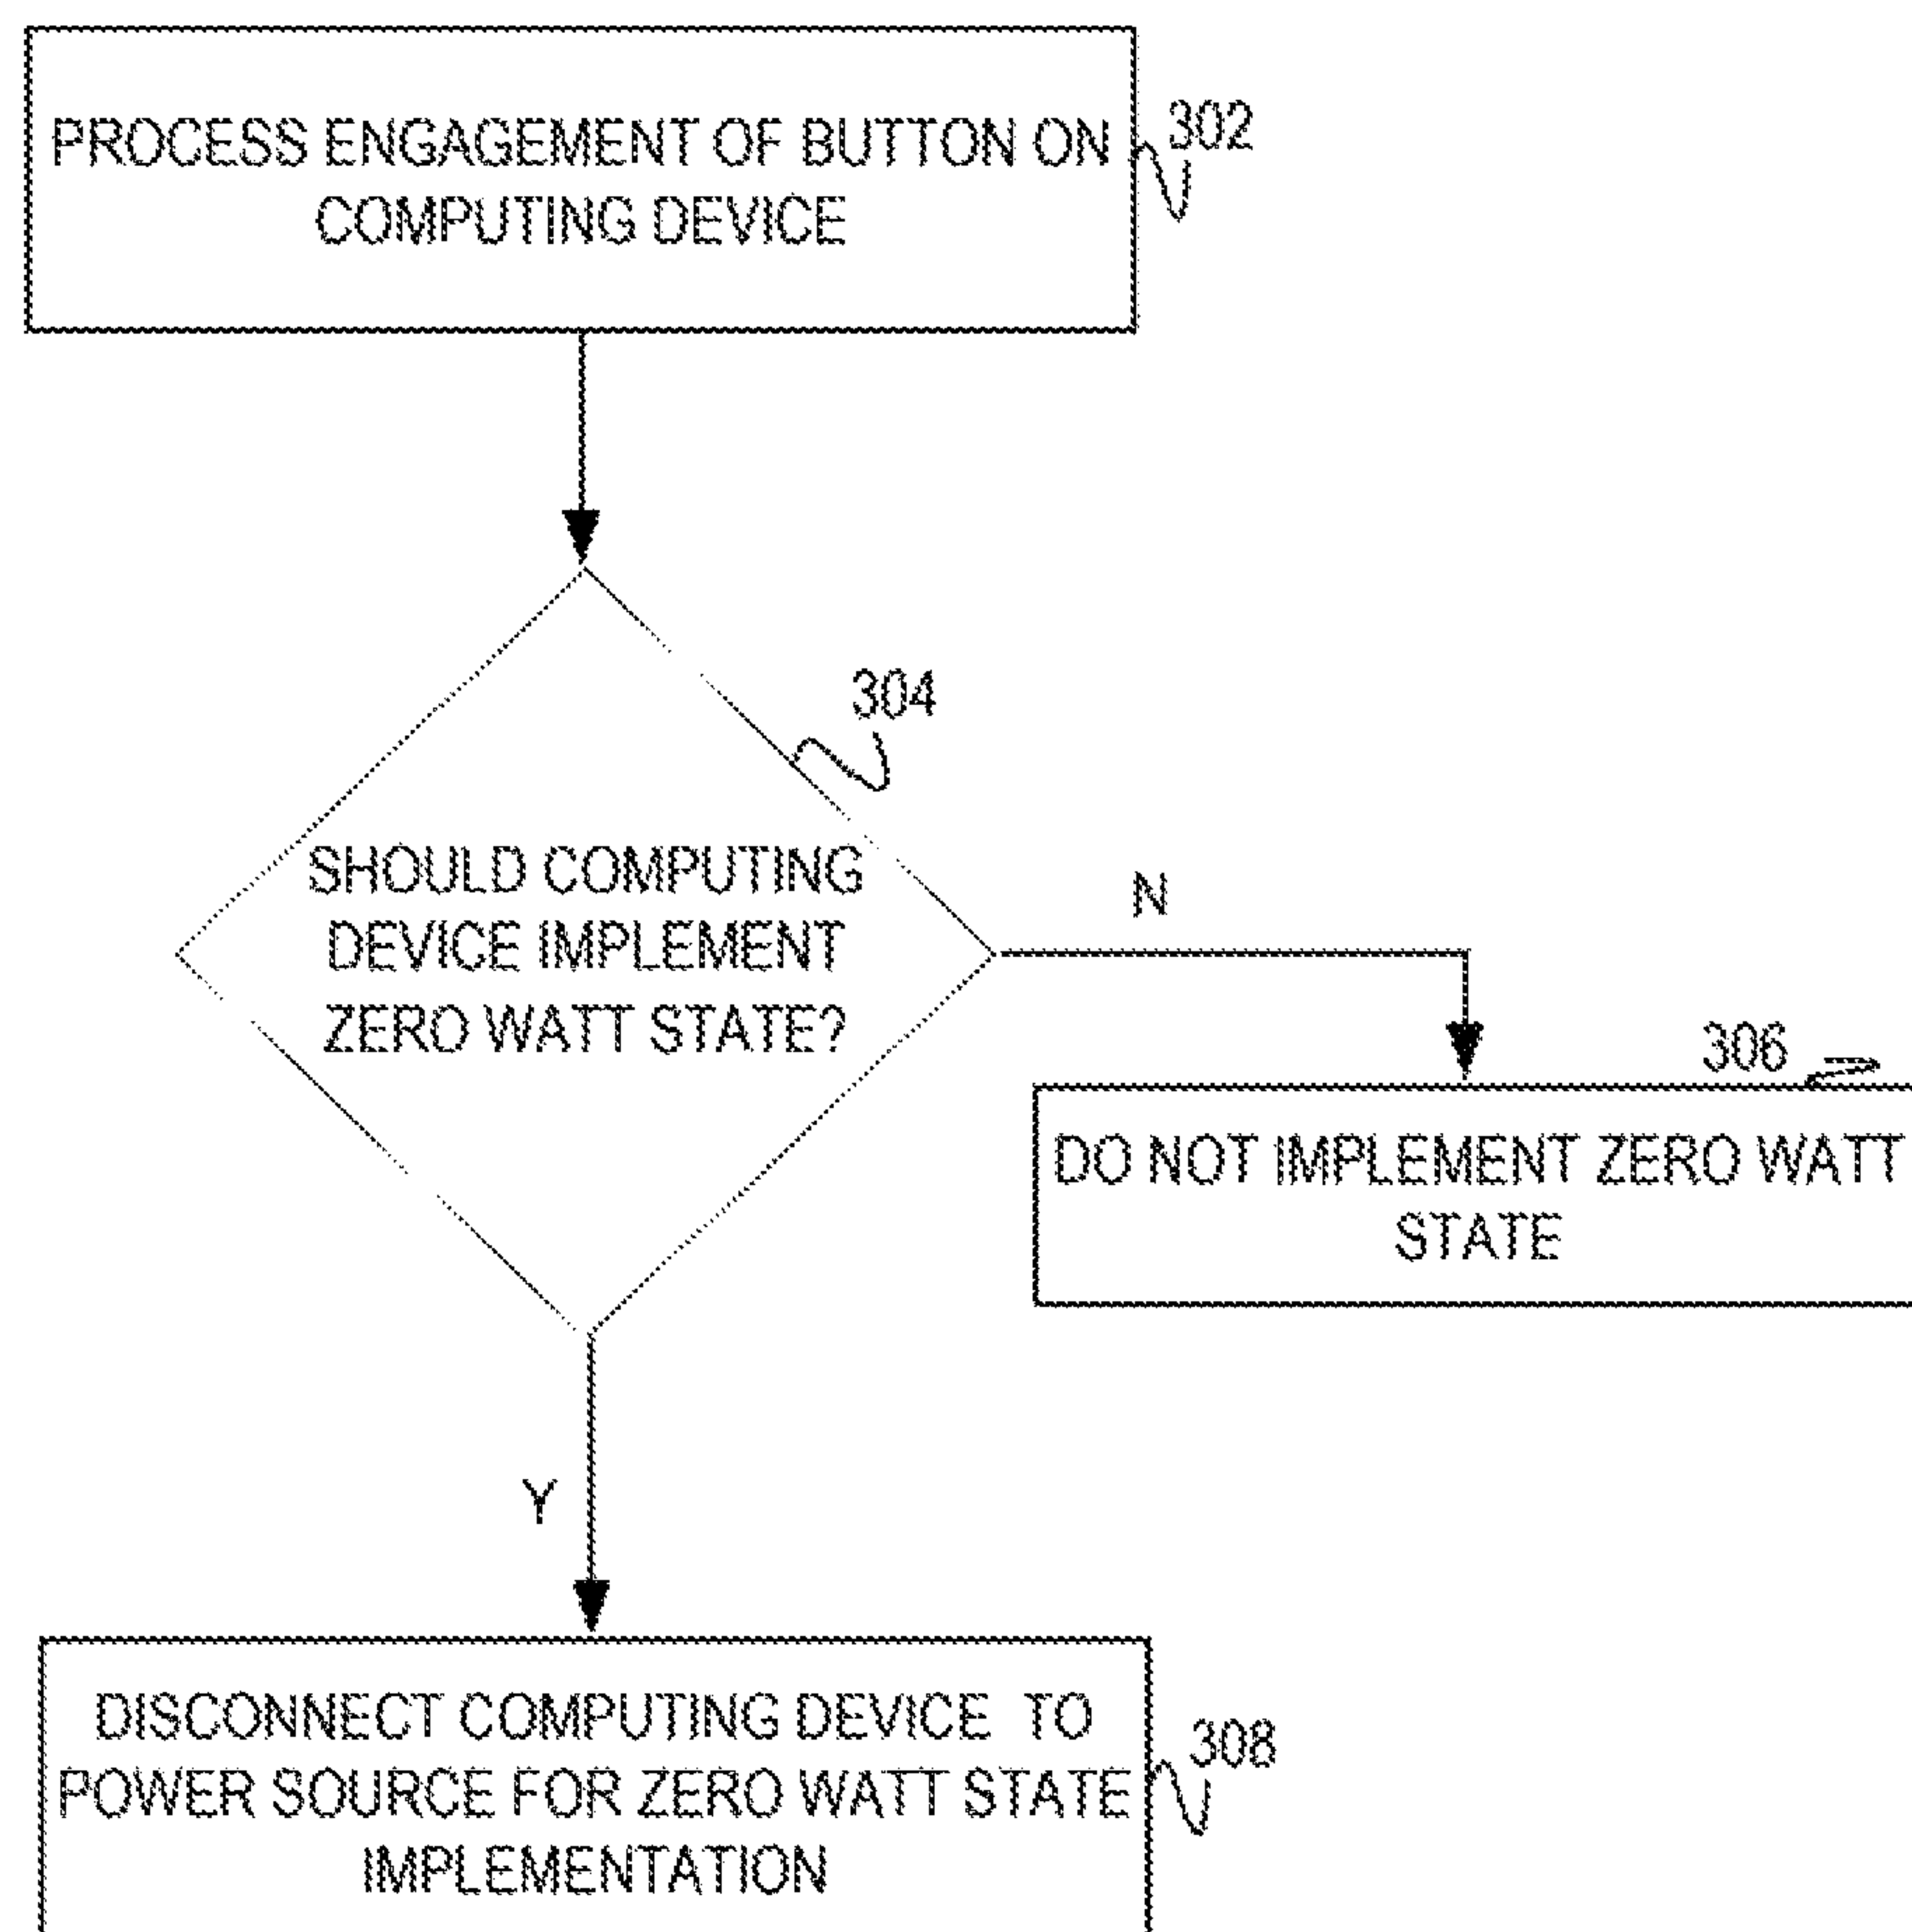 PROCESS ENGAGEMENT OF BUTTON ON
COMPUTING DEVICE
302
304
SHOULD COMPUTING
DEVICE IMPLEMENT
ZERO WATT STATE?
N
306
DO NOT IMPLEMENT ZERO WATT
STATE
Y
DISCONNECT COMPUTING DEVICE TO
POWER SOURCE FOR ZERO WATT STATE
IMPLEMENTATION
308